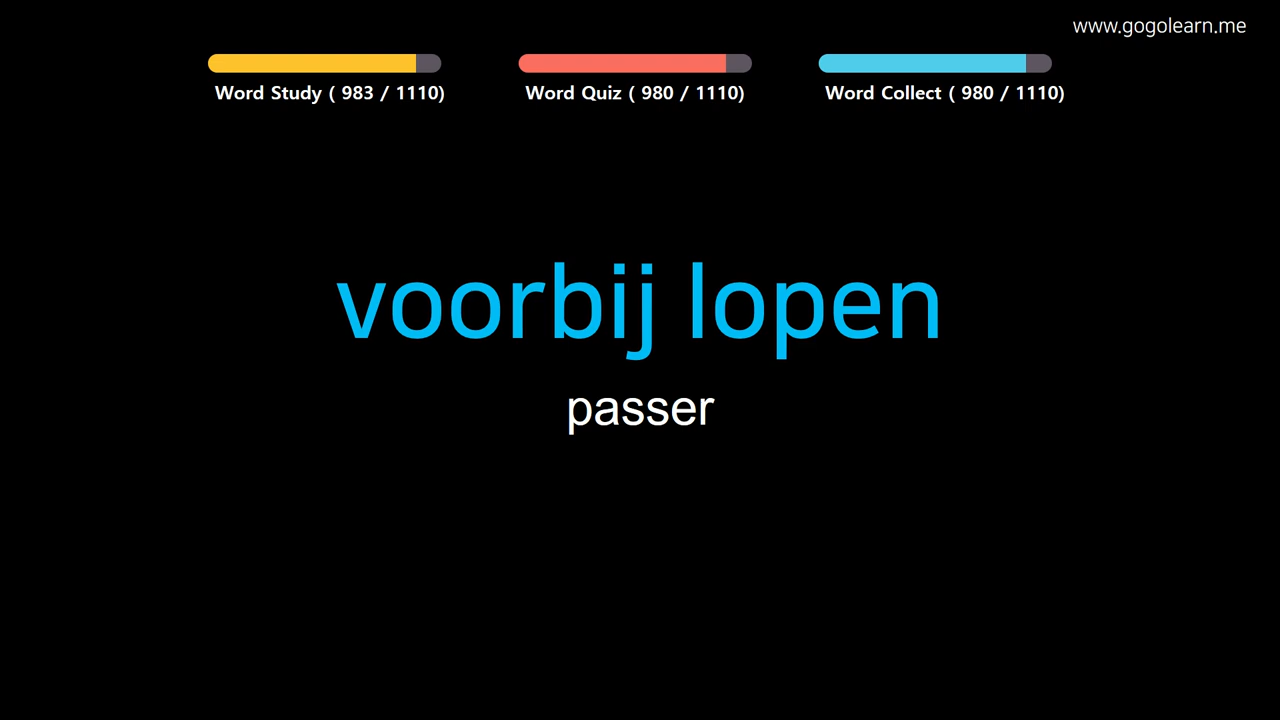 www.gogolearn.me
Word Study ( 983 / 1110)
Word Quiz ( 980 / 1110)
Word Collect ( 980 / 1110)
voorbij lopen
passer